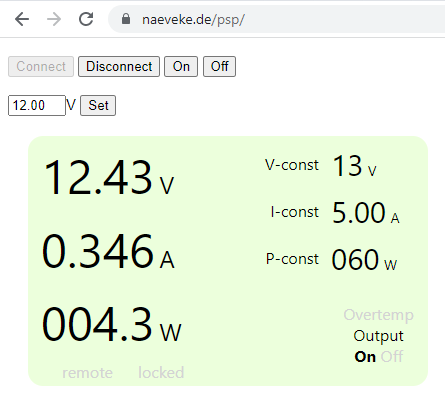 naeveke.de/psp/
Connect Disconnect On Off
12.00 V Set
12.43 V
0.346 A
004.3 W
remote locked
V-const 13 V
I-const 5.00 A
P-const 060 W
Overtemp
Output
On Off